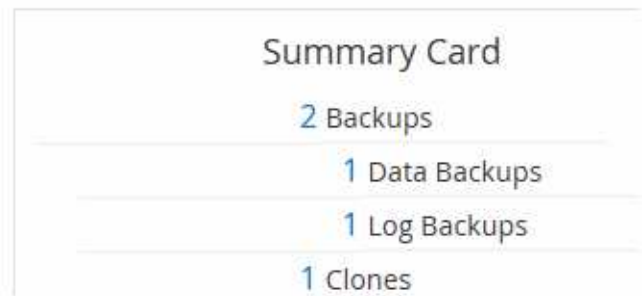 Summary Card
2 Backups
1 Data Backups
1 Log Backups
1 Clones